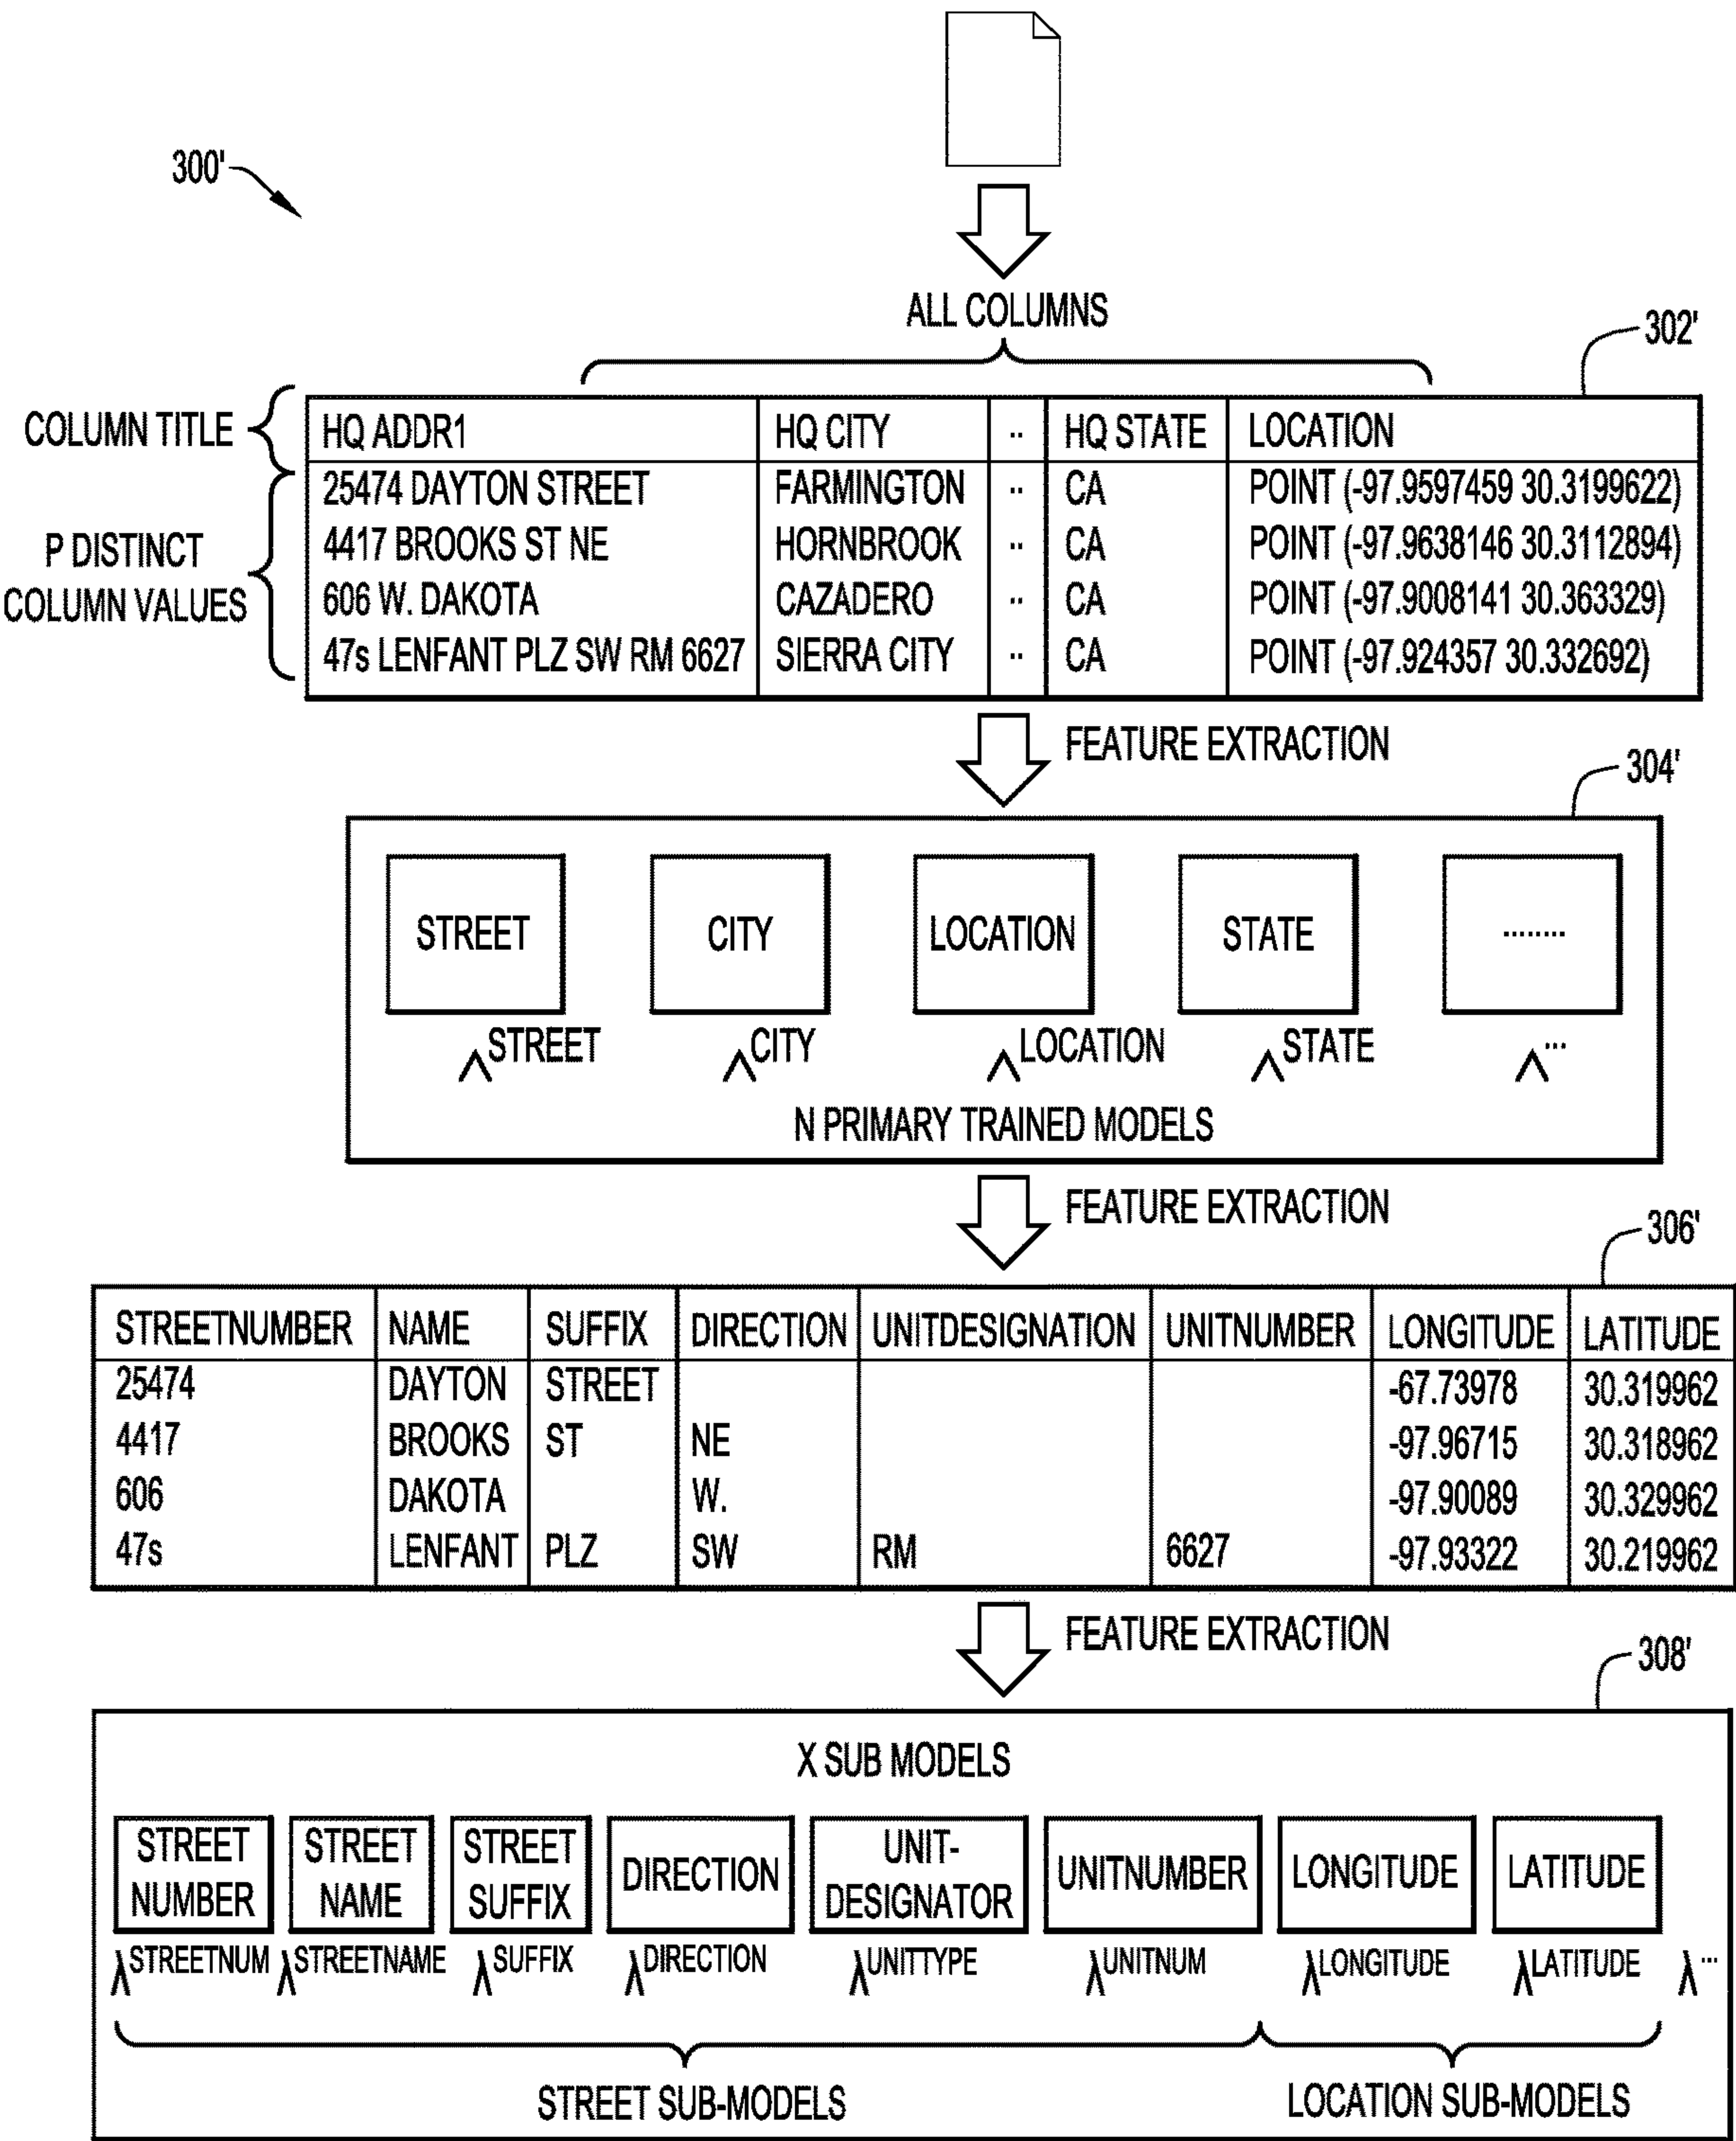 300'
ALL COLUMNS
302'
COLUMN TITLE
P DISTINCT
COLUMN VALUES
HQ ADDR1 HQ CITY .. HQ STATE LOCATION
25474 DAYTON STREET FARMINGTON .. CA POINT (-97.9597459 30.3199622)
4417 BROOKS ST NE HORNBROOK .. CA POINT (-97.9638146 30.3112894)
606 W. DAKOTA CAZADERO .. CA POINT (-97.9008141 30.363329)
47s LENFANT PLZ SW RM 6627 SIERRA CITY .. CA POINT (-97.924357 30.332692)
FEATURE EXTRACTION
304'
STREET CITY LOCATION STATE ........
^STREET ^CITY ^LOCATION ^STATE ^...
N PRIMARY TRAINED MODELS
FEATURE EXTRACTION
306'
STREETNUMBER NAME SUFFIX DIRECTION UNITDESIGNATION UNITNUMBER LONGITUDE LATITUDE
25474 DAYTON STREET -67.73978 30.319962
4417 BROOKS ST NE -97.96715 30.318962
606 DAKOTA W. -97.90089 30.329962
47s LENFANT PLZ SW RM 6627 -97.93322 30.219962
FEATURE EXTRACTION
308'
X SUB MODELS
STREET NUMBER STREET NAME STREET SUFFIX DIRECTION UNIT-DESIGNATOR UNITNUMBER LONGITUDE LATITUDE
λSTREETNUM λSTREETNAME λSUFFIX λDIRECTION λUNITTYPE λUNITNUM λLONGITUDE λLATITUDE λ...
STREET SUB-MODELS LOCATION SUB-MODELS